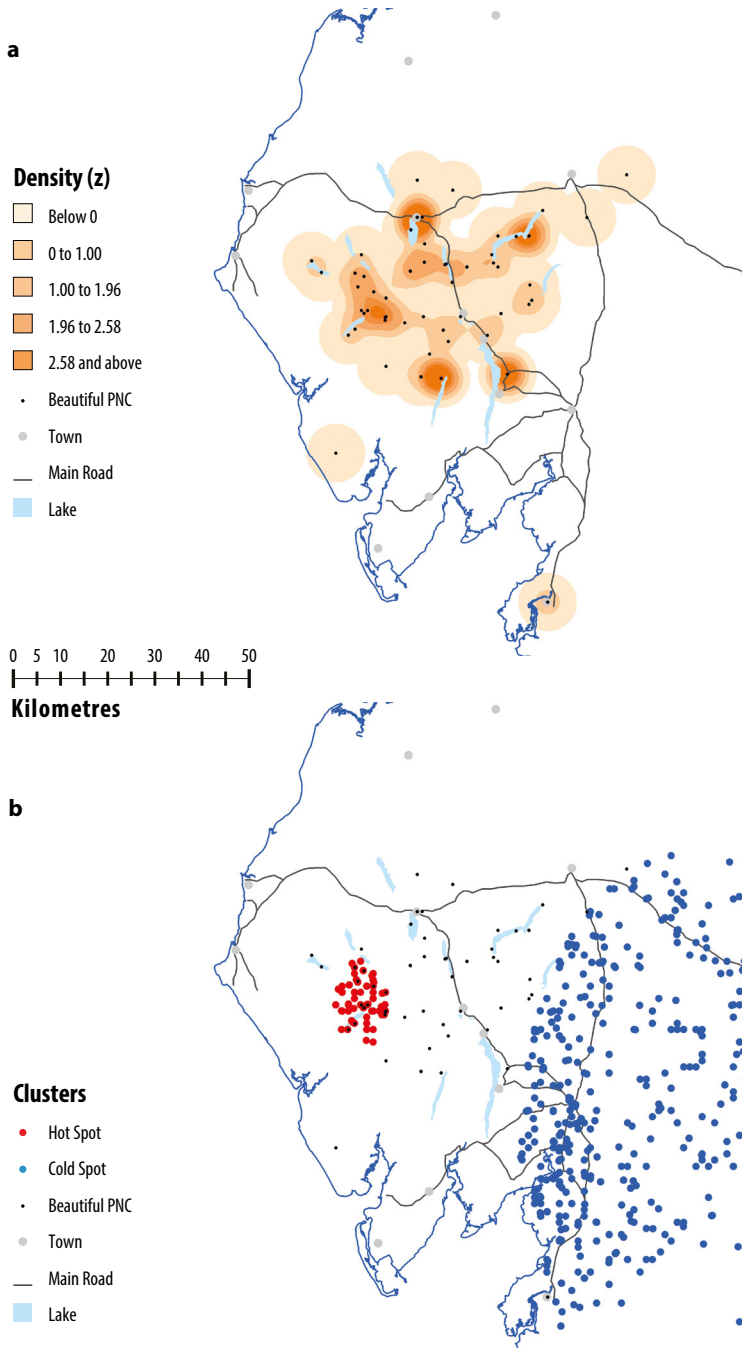 a
Density (z)
Below 0
0 to 1.00
1.00 to 1.96
1.96 to 2.58
2.58 and above
Beautiful PNC
Town
Main Road
Lake
0 5 10 20 30 40 50
Kilometres
b
Clusters
Hot Spot
Cold Spot
Beautiful PNC
Town
Main Road
Lake